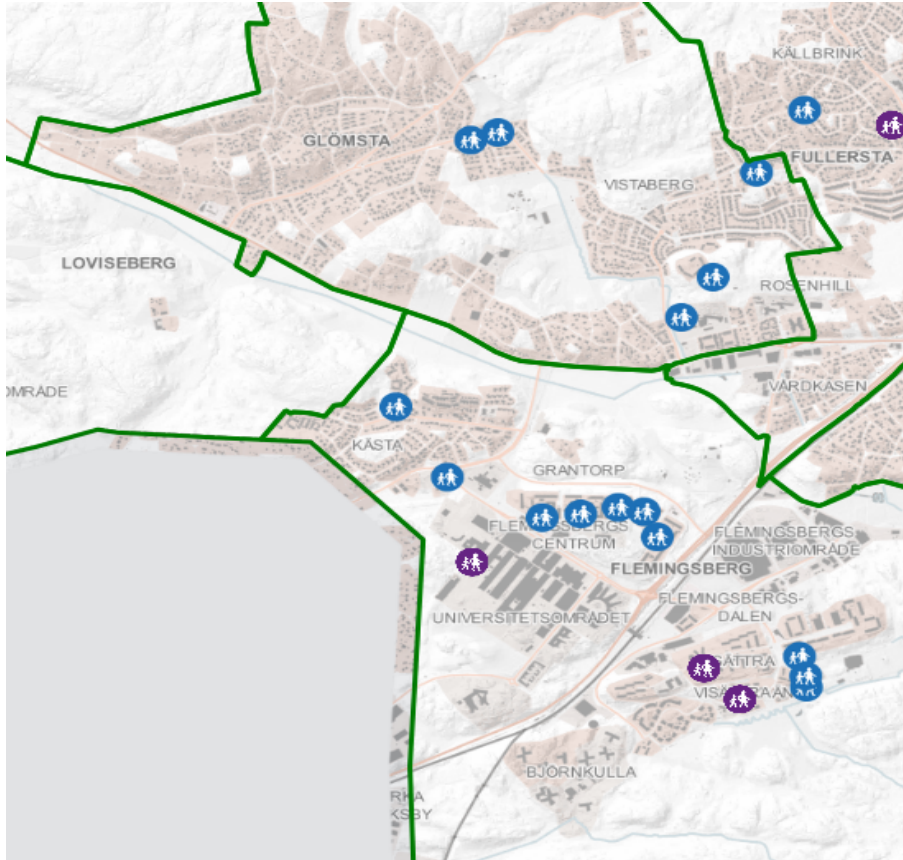 KÄLLBRINK
GLÖMSTA
FULLERSTA
VISTABERG
LOVISEBERG
ROSENHILL
OMRÅDE
VÅRDKASEN
KÄSTA
GRANTORP
FLEMINGSBERGS
CENTRUM
FLEMINGSBERGS
INDUSTRIOMRÅDE
FLEMINGSBERG
FLEMINGSBERGS-
DALEN
UNIVERSITETSOMRÅDET
BJÖRNKULLA